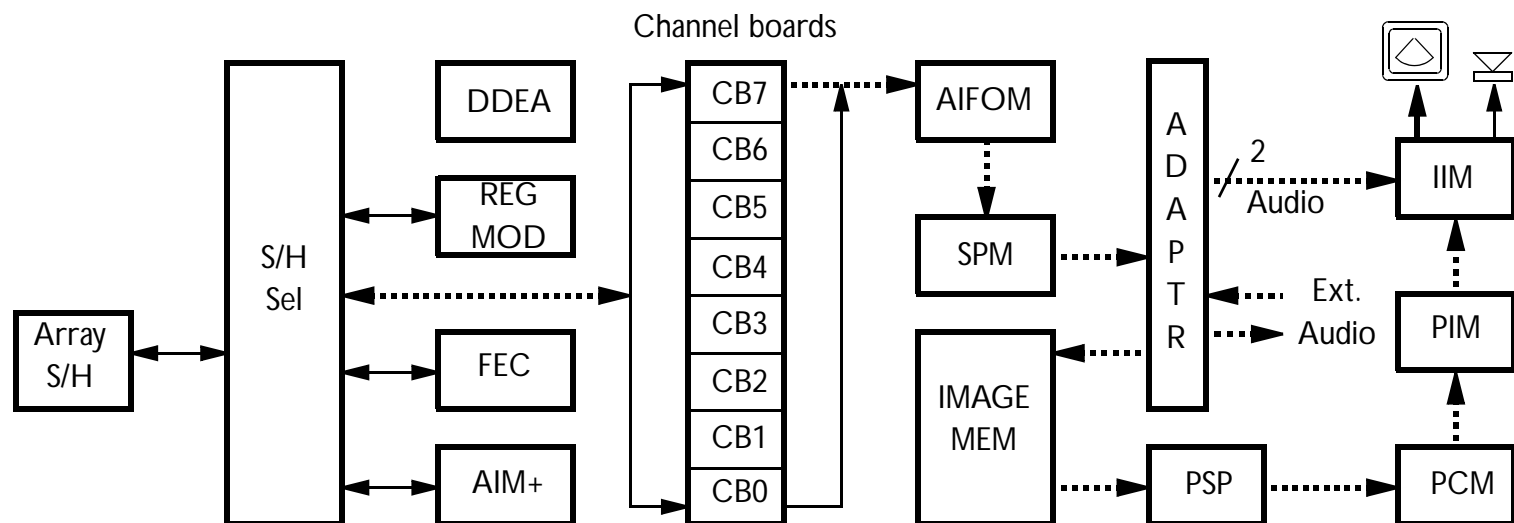 Channel boards
S/H
Sel
Array
S/H
DDEA
REG
MOD
FEC
AIM+
CB7
CB6
CB5
CB4
CB3
CB2
CB1
CB0
AIFOM
SPM
IMAGE
MEM
A
D
A
P
T
R
2
Audio
Ext.
Audio
PSP
IIM
PIM
PCM